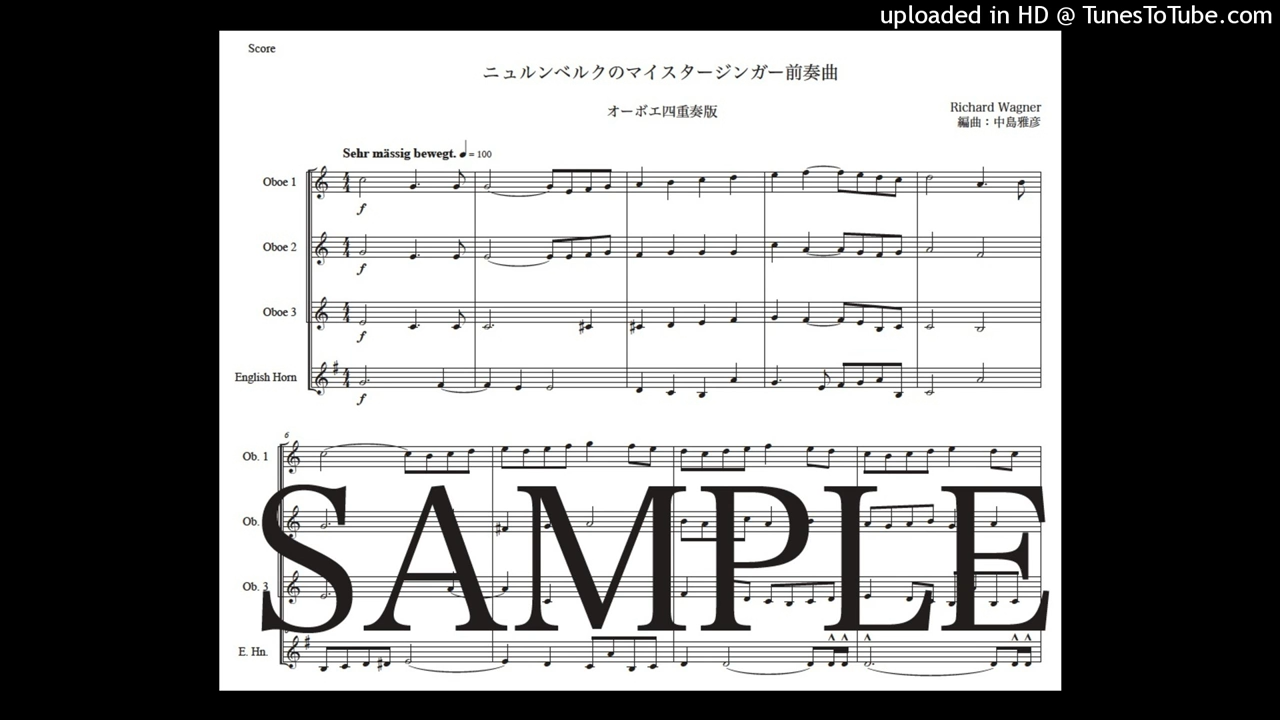 uploaded in HD @ TunesToTube.com
Score
ニュルンベルクのマイスタージンガー前奏曲
オーボエ四重奏版
Richard Wagner
編曲：中島雅彦
Sehr mässig bewegt. ♩ = 100
Oboe 1
f
Oboe 2
f
Oboe 3
f
English Horn
f
6
Ob. 1
Ob.
Ob. 3
E. Hn.
SAMPLE